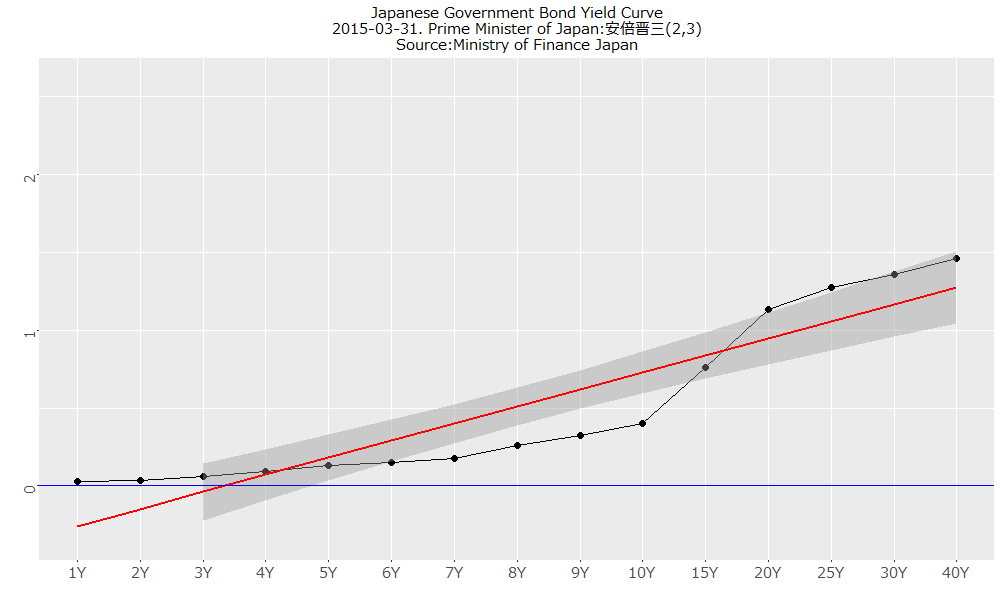 Japanese Government Bond Yield Curve
2015-03-31. Prime Minister of Japan:安倍晋三(2,3)
Source:Ministry of Finance Japan
2
1
0
1Y 2Y 3Y 4Y 5Y 6Y 7Y 8Y 9Y 10Y 15Y 20Y 25Y 30Y 40Y